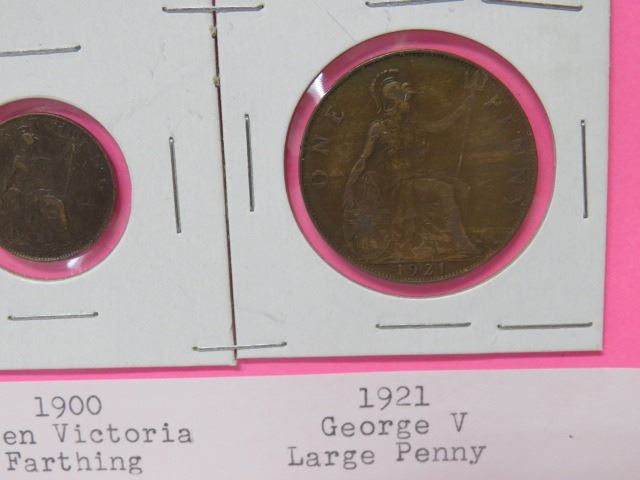 ONE PENNY
1921
1900
en Victoria
Farthing
1921
George V
Large Penny